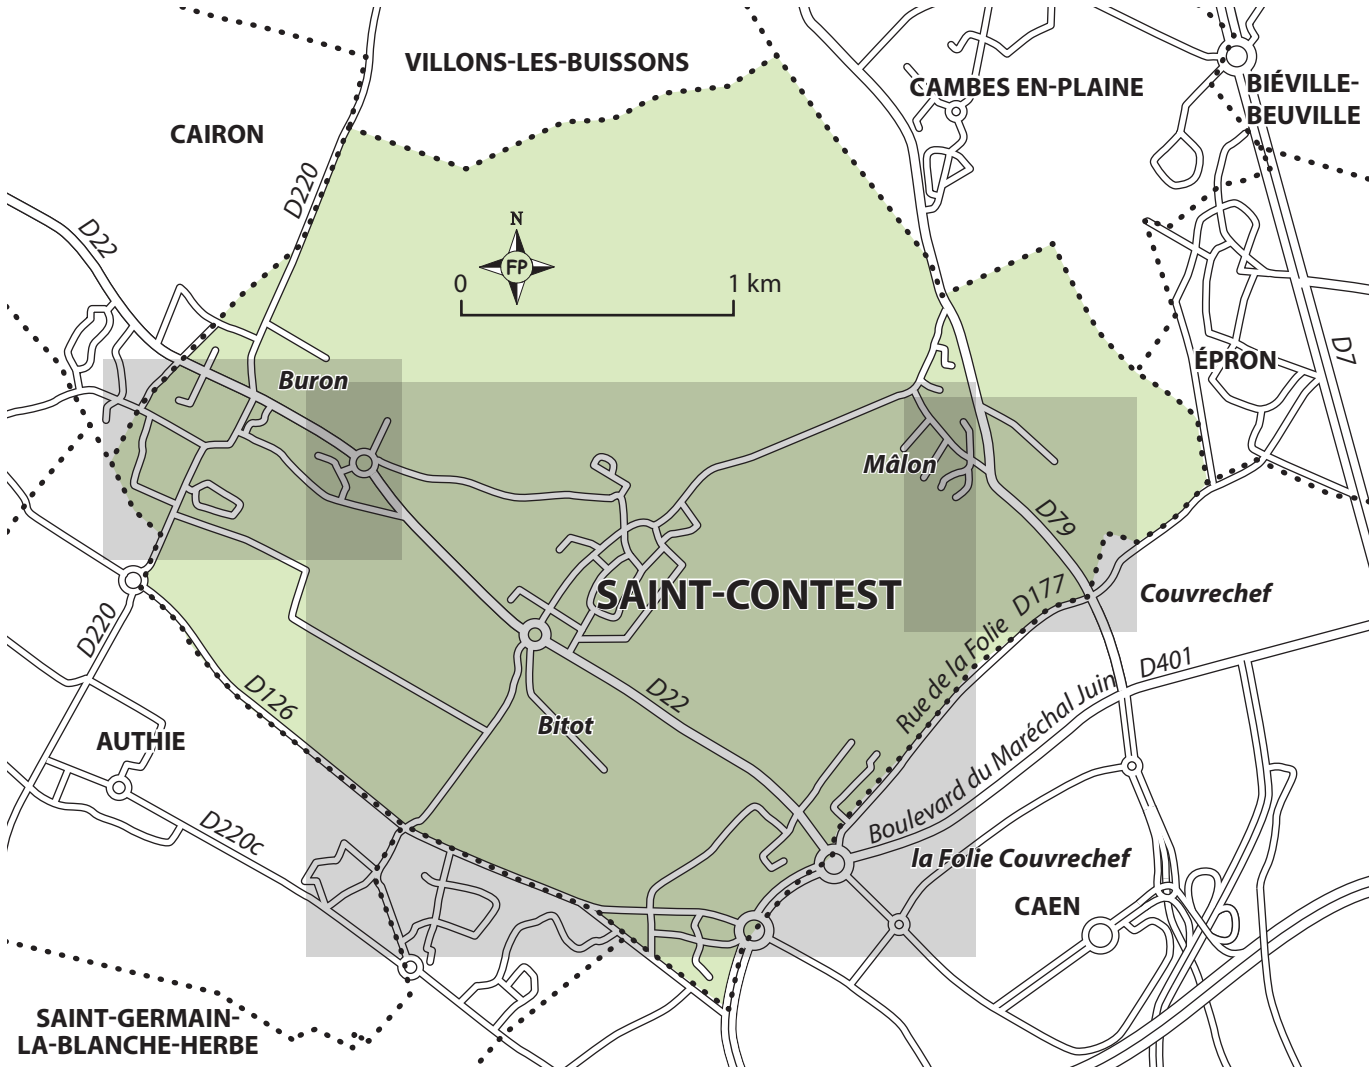 VILLONS-LES-BUISSONS
CAMBES EN-PLAINE
BIÉVILLE-
BEUVILLE
CAIRON
D220
D22
N
FP
0
1 km
D7
ÉPRON
Buron
Mâlon
D79
SAINT-CONTEST
D177
Couvrechef
Rue de la Folie
D220
D401
D126
D22
Bitot
Boulevard du Maréchal Juin
AUTHIE
D220c
la Folie Couvrechef
CAEN
SAINT-GERMAIN-
LA-BLANCHE-HERBE